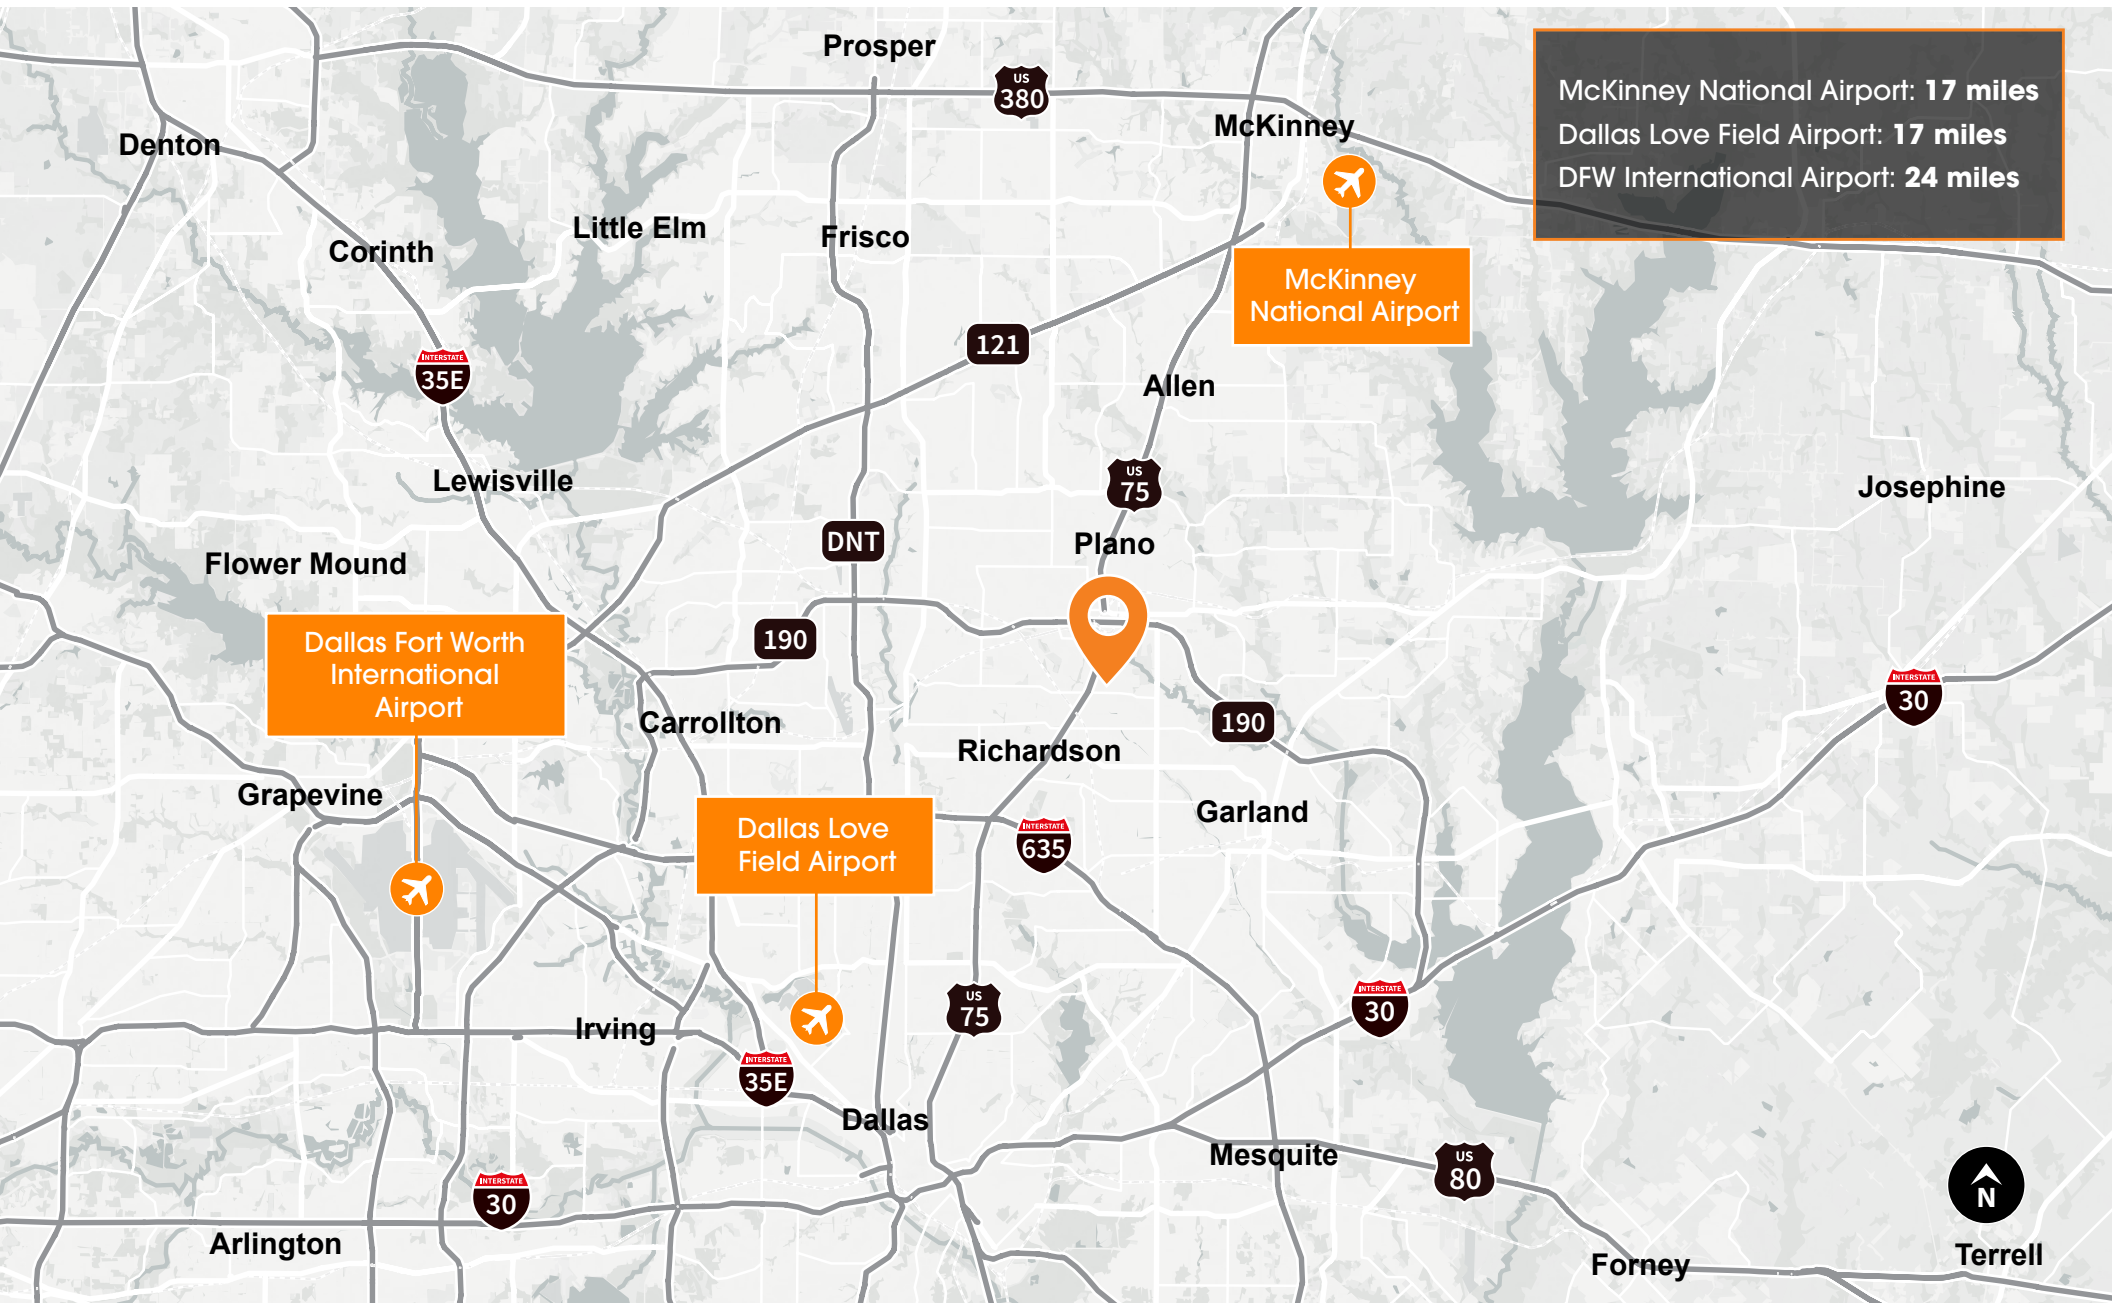 Prosper
US
380
McKinney National Airport: 17 miles
Dallas Love Field Airport: 17 miles
DFW International Airport: 24 miles
McKinney
Denton
Little Elm
Frisco
Corinth
McKinney
National Airport
121
INTERSTATE
35E
Allen
Lewisville
US
75
Josephine
DNT
Plano
Flower Mound
Dallas Fort Worth
International
Airport
190
INTERSTATE
30
Carrollton
190
Richardson
Grapevine
Garland
Dallas Love
Field Airport
INTERSTATE
635
US
75
INTERSTATE
30
Irving
INTERSTATE
35E
Dallas
Mesquite
US
80
INTERSTATE
30
N
Arlington
Forney
Terrell